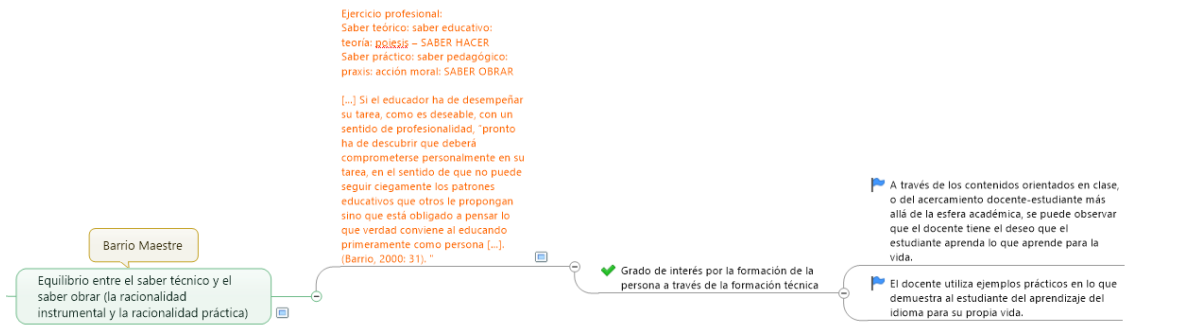 Ejercicio profesional:
Saber teórico: saber educativo:
teoría: poiesis – SABER HACER
Saber práctico: saber pedagógico:
praxis: acción moral: SABER OBRAR
[...] Si el educador ha de desempeñar
su tarea, como es deseable, con un
sentido de profesionalidad, "pronto
ha de descubrir que deberá
comprometerse personalmente en su
tarea, en el sentido de que no puede
seguir ciegamente los patrones
educativos que otros le propongan
sino que está obligado a pensar lo
que verdad conviene al educando
primeramente como persona [...].
(Barrio, 2000: 31). "
Barrio Maestre
Equilibrio entre el saber técnico y el
saber obrar (la racionalidad
instrumental y la racionalidad práctica)
Grado de interés por la formación de la
persona a través de la formación técnica
A través de los contenidos orientados en clase,
o del acercamiento docente-estudiante más
allá de la esfera académica, se puede observar
que el docente tiene el deseo que el
estudiante aprenda lo que aprende para la
vida.
El docente utiliza ejemplos prácticos en lo que
demuestra al estudiante del aprendizaje del
idioma para su propia vida.